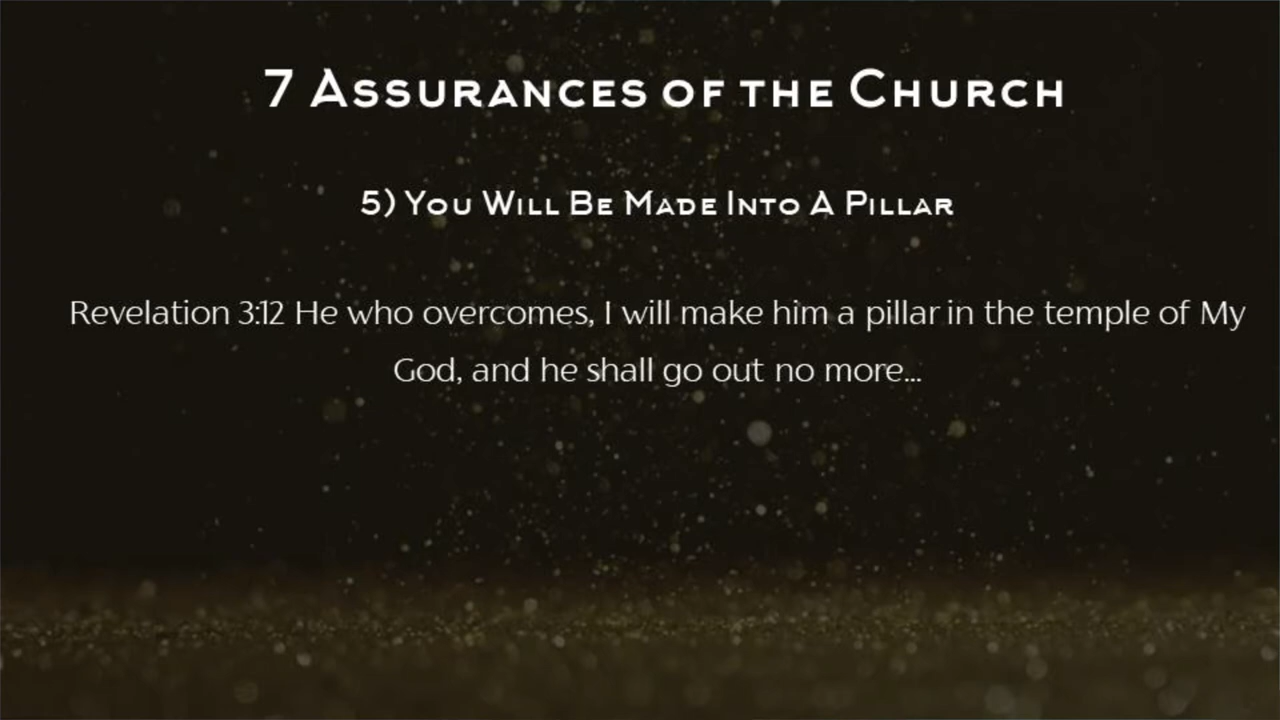 7 Assurances of the Church
5) You Will Be Made Into A Pillar
Revelation 3:12 He who overcomes, I will make him a pillar in the temple of My
God, and he shall go out no more...